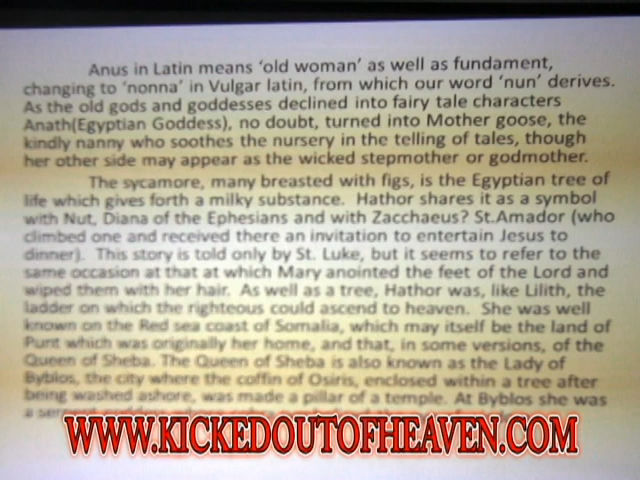 Anus in Latin means 'old woman' as well as fundament,
changing to 'nonna' in Vulgar latin, from which our word 'nun' derives.
As the old gods and goddesses declined into fairy tale characters
Anath(Egyptian Goddess), no doubt, turned into Mother goose, the
kindly nanny who soothes the nursery in the telling of tales, though
her other side may appear as the wicked stepmother or godmother.
The sycamore, many breasted with figs, is the Egyptian tree of
life which gives forth a milky substance. Hathor shares it as a symbol
with Nut, Diana of the Ephesians and with Zacchaeus? St.Amador (who
climbed one and received there an invitation to entertain Jesus to
dinner). This story is told only by St. Luke, but it seems to refer to the
same occasion at that at which Mary anointed the feet of the Lord and
wiped them with her hair. As well as a tree, Hathor was, like Lilith, the
ladder on which the righteous could ascend to heaven. She was well
known on the Red sea coast of Somalia, which may itself be the land of
Punt which was originally her home, and that, in some versions, of the
Queen of Sheba. The Queen of Sheba is also known as the Lady of
Byblos, the city where the coffin of Osiris, enclosed within a tree after
being washed ashore, was made a pillar of a temple. At Byblos she was
a
WWW.KICKEDOUTOFHEAVEN.COM